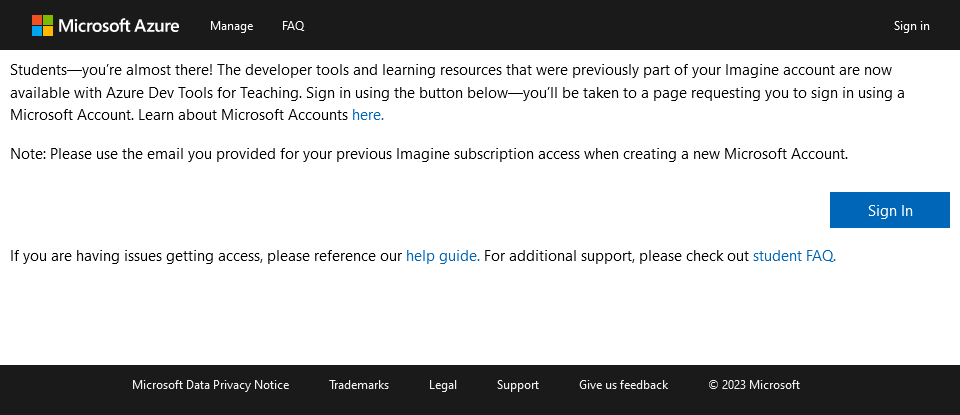 Microsoft Azure Manage FAQ Sign in
Students—you’re almost there! The developer tools and learning resources that were previously part of your Imagine account are now
available with Azure Dev Tools for Teaching. Sign in using the button below—you’ll be taken to a page requesting you to sign in using a
Microsoft Account. Learn about Microsoft Accounts here.
Note: Please use the email you provided for your previous Imagine subscription access when creating a new Microsoft Account.
Sign In
If you are having issues getting access, please reference our help guide. For additional support, please check out student FAQ.
Microsoft Data Privacy Notice Trademarks Legal Support Give us feedback © 2023 Microsoft